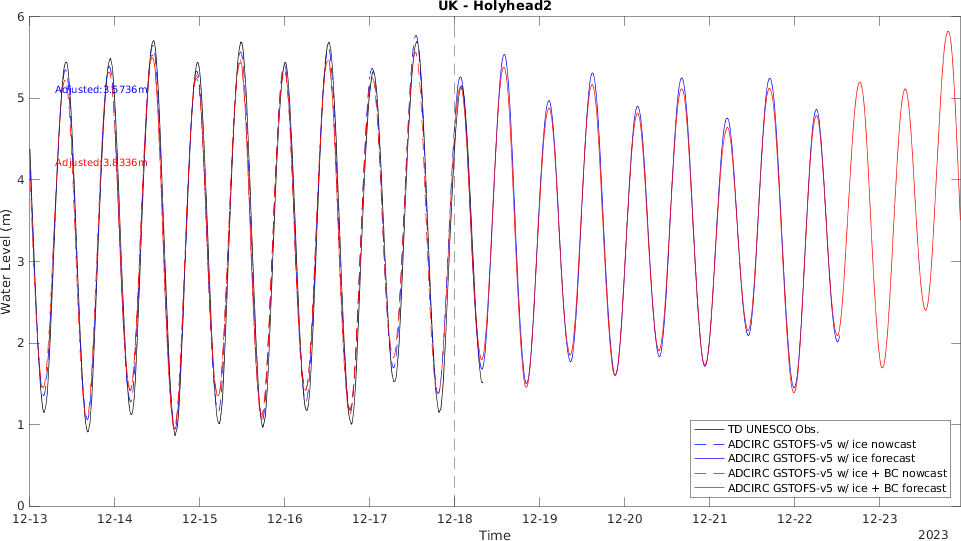 UK - Holyhead2
6
5
4
3
2
1
0
Water Level (m)
Adjusted:3.5736m
Adjusted:3.8336m
TD UNESCO Obs.
ADCIRC GSTOFS-v5 w/ ice nowcast
ADCIRC GSTOFS-v5 w/ ice forecast
ADCIRC GSTOFS-v5 w/ ice + BC nowcast
ADCIRC GSTOFS-v5 w/ ice + BC forecast
12-13 12-14 12-15 12-16 12-17 12-18 12-19 12-20 12-21 12-22 12-23
Time
2023